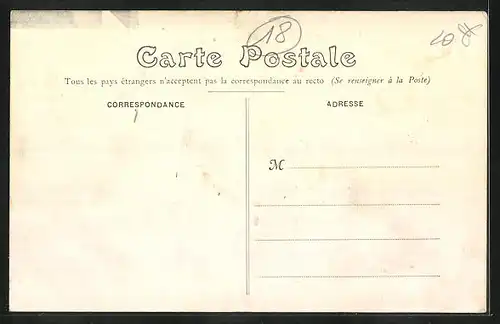 18
Carte Postale
Tous les pays étrangers n'acceptent pas la correspondance au recto (Se renseigner à la Poste)
CORRESPONDANCE
ADRESSE
M